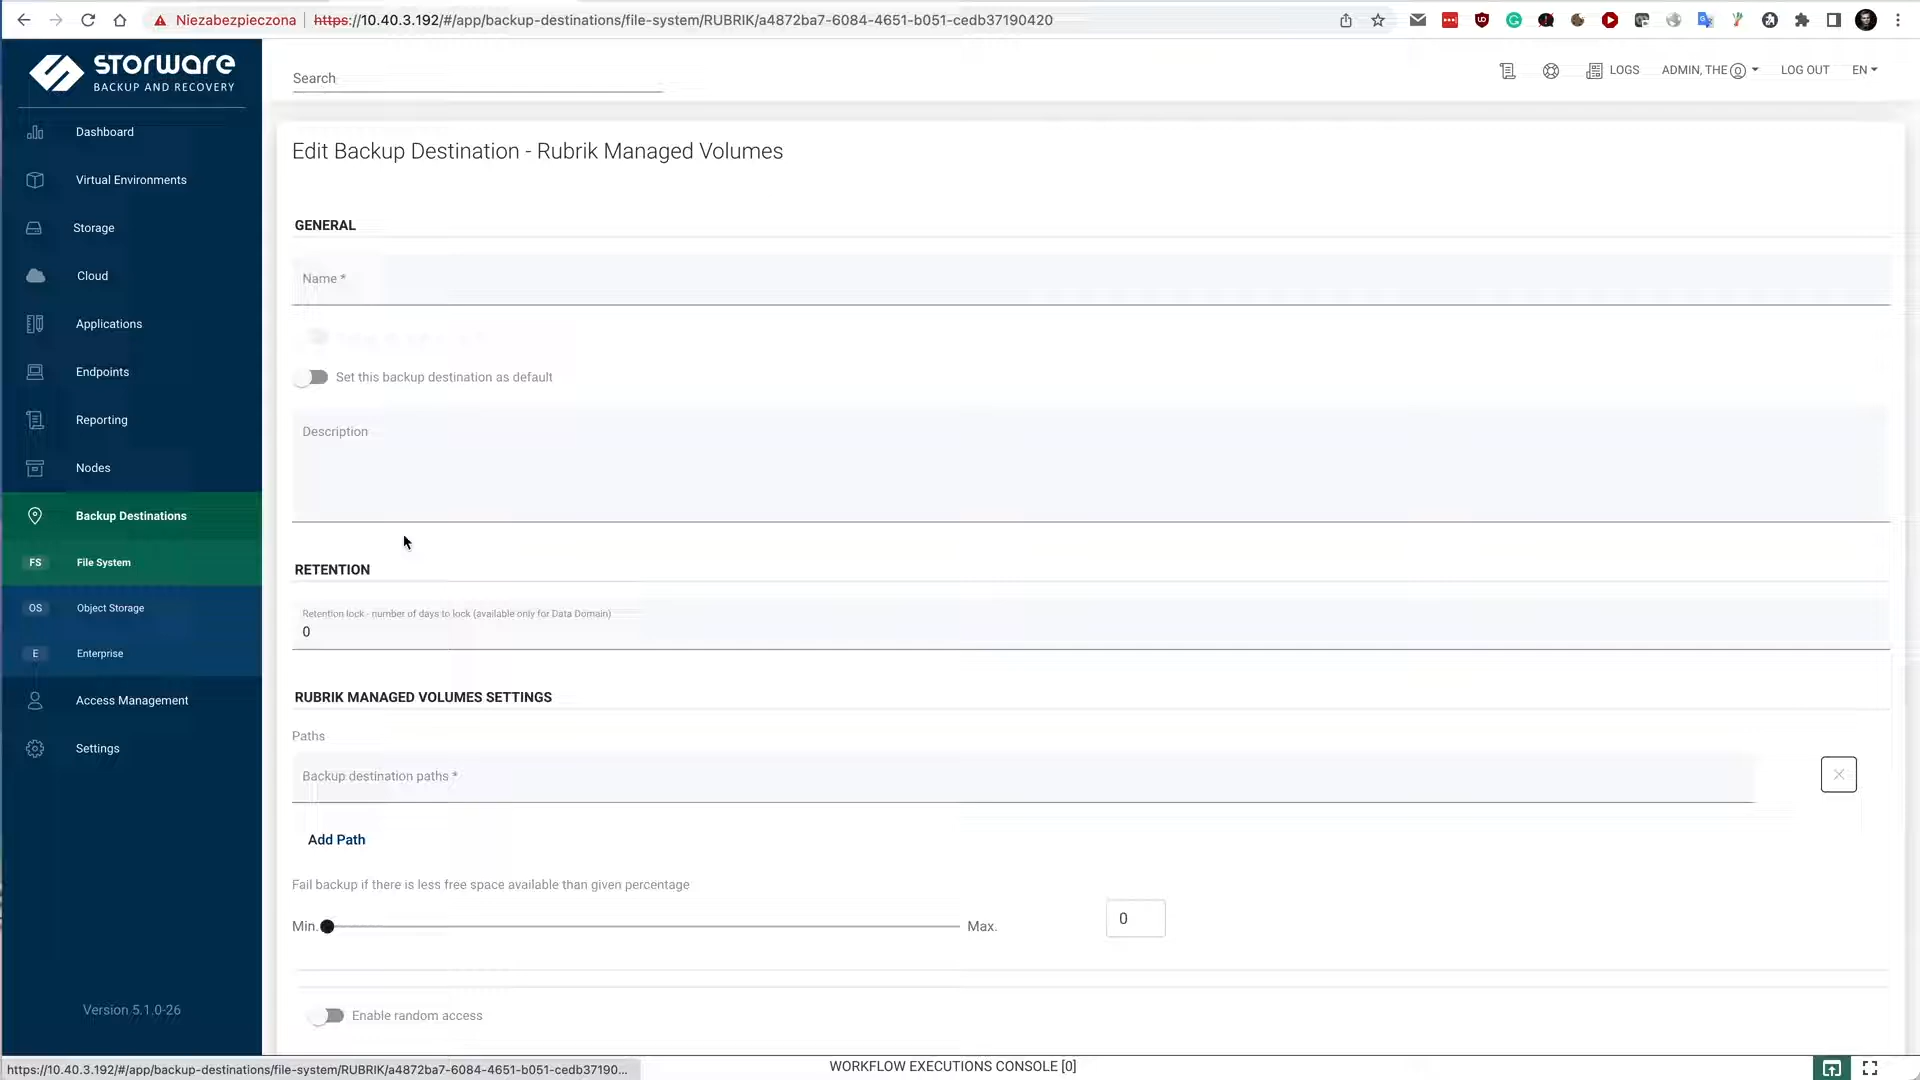 Niezabezpieczona
https://10.40.3.192/#/app/backup-destinations/file-system/RUBRIK/a4872ba7-6084-4651-b051-cedb37190420
STORWARE
BACKUP AND RECOVERY
Search
LOGS
ADMIN, THE
LOG OUT
EN
Dashboard
Virtual Environments
Storage
Cloud
Applications
Endpoints
Reporting
Nodes
Backup Destinations
FS File System
OS Object Storage
E Enterprise
Access Management
Settings
Version 5.1.0-26
Edit Backup Destination - Rubrik Managed Volumes
GENERAL
Name *
Set this backup destination as default
Description
RETENTION
Retention lock - number of days to lock (available only for Data Domain)
0
RUBRIK MANAGED VOLUMES SETTINGS
Paths
Backup destination paths *
Add Path
Fail backup if there is less free space available than given percentage
Min.
Max.
0
Enable random access
https://10.40.3.192/#/app/backup-destinations/file-system/RUBRIK/a4872ba7-6084-4651-b051-cedb37190...
WORKFLOW EXECUTIONS CONSOLE [0]